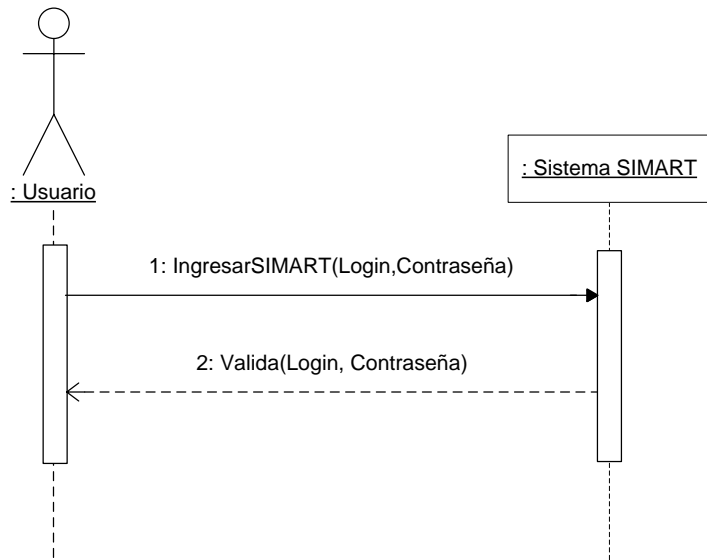 : Usuario
: Sistema SIMART
1: IngresarSIMART(Login,Contraseña)
2: Valida(Login, Contraseña)